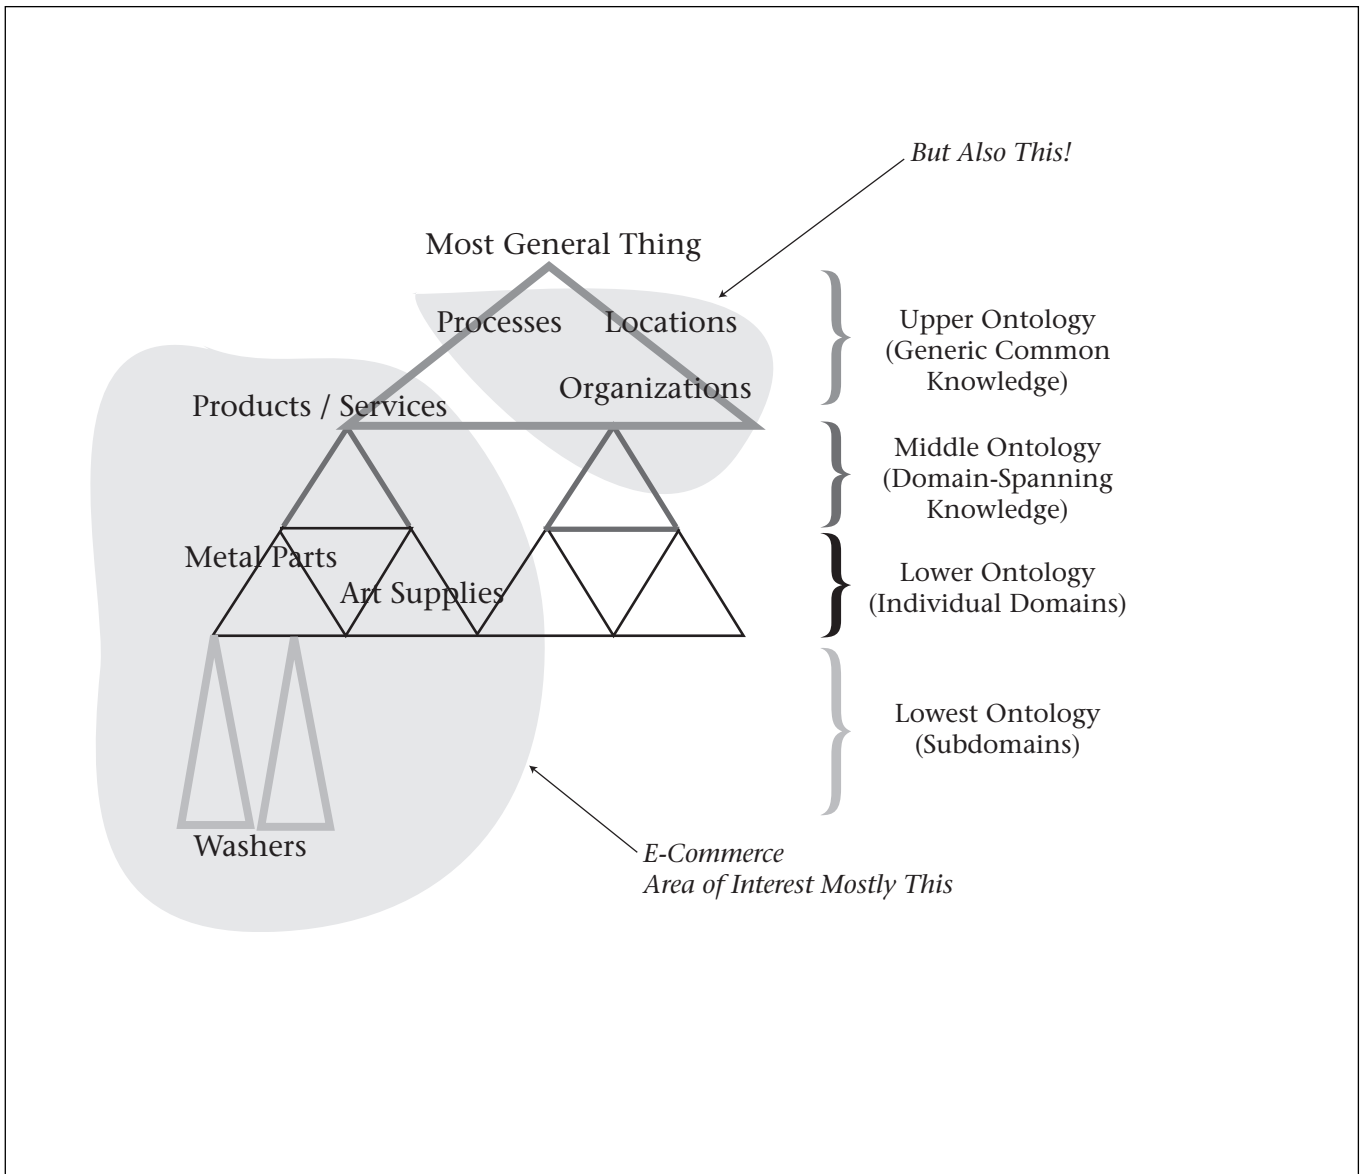 But Also This!
Most General Thing
Processes
Locations
Organizations
Products / Services
Metal Parts
Art Supplies
Washers
Upper Ontology
(Generic Common
Knowledge)
Middle Ontology
(Domain-Spanning
Knowledge)
Lower Ontology
(Individual Domains)
Lowest Ontology
(Subdomains)
E-Commerce
Area of Interest Mostly This